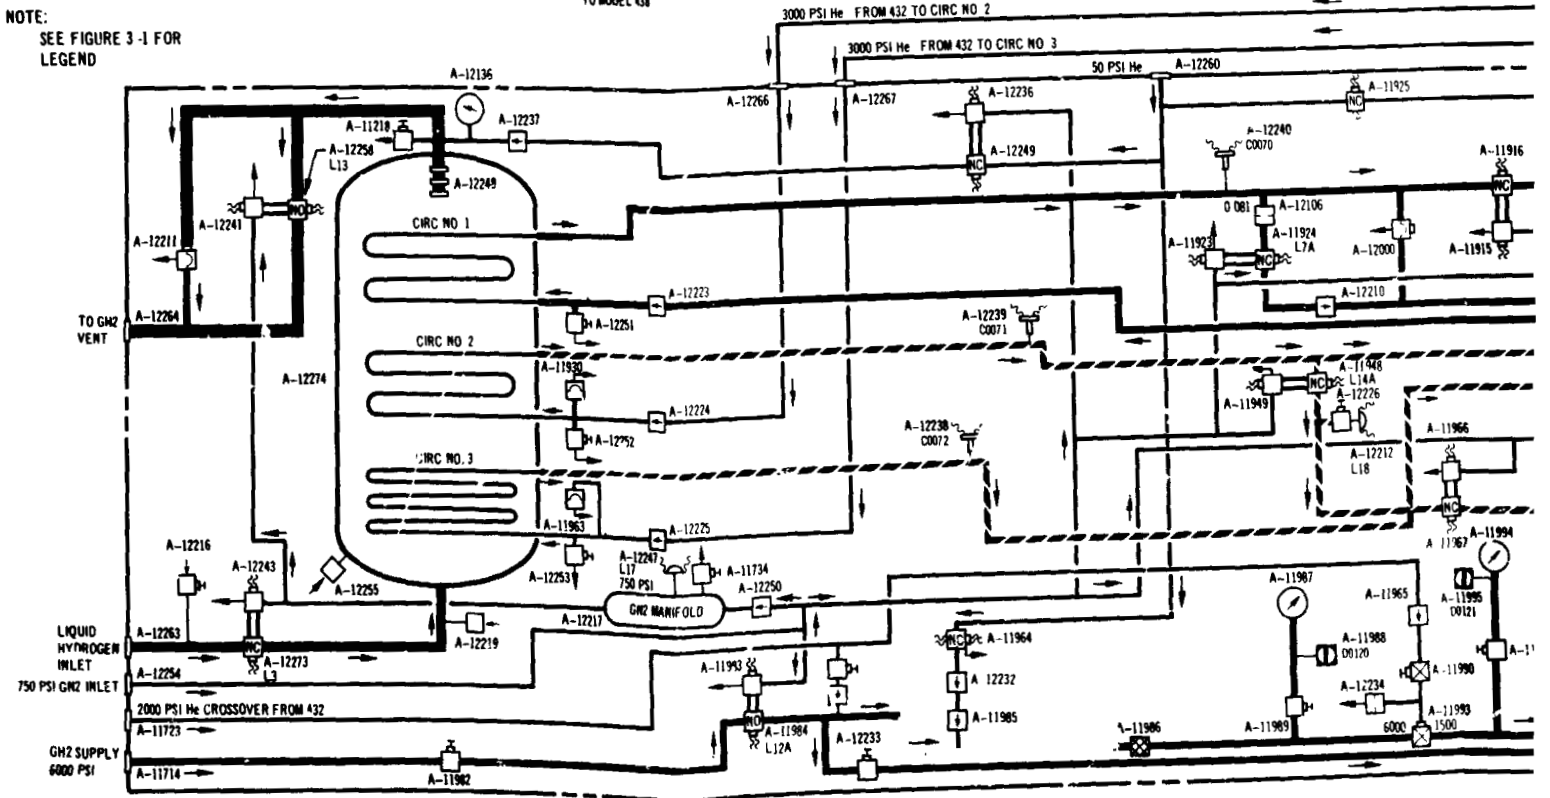 TO MODEL 438
NOTE:
SEE FIGURE 3-1 FOR
LEGEND
3000 PSI He FROM 432 TO CIRC NO 2
3000 PSI He FROM 432 TO CIRC NO 3
50 PSI He
A-12260
A-12136
A-12266
A-12267
A-12236
A-11925
A-11218
A-12237
A-12258
L13
A-12249
A-12240
C0070
A-11916
A-12249
A-12241
CIRC NO 1
0 081
A-12106
A-12211
A-11924
L7A
A-11923
A-12000
A-11915
A-12223
A-12210
TO GH2
VENT
A-12264
A-12251
A-12239
C0071
CIRC NO 2
A-12274
A-11930
A-11948
L14A
A-12226
A-11949
A-12224
A-12252
A-12238
C0072
A-11966
A-12212
L18
CIRC NO. 3
A-11963
A-12225
A-11967
A-11994
A-12216
A-12243
A-12247
L17
750 PSI
A-11734
A-12253
A-12255
A-12250
GN2 MANIFOLD
A-11987
A-11965
A-11995
D0121
A-12217
A-12219
LIQUID
HYDROGEN
INLET
A-12263
A-11964
A-11988
D0120
A-12273
L3
A-12254
750 PSI GN2 INLET
A-11943
A-12232
A-11990
A-12234
2000 PSI He CROSSOVER FROM 432
A-11723
A-11985
A-11984
L12A
A-12233
A-11986
A-11989
A-11993
6000
1500
GH2 SUPPLY
6000 PSI
A-11714
A-11982